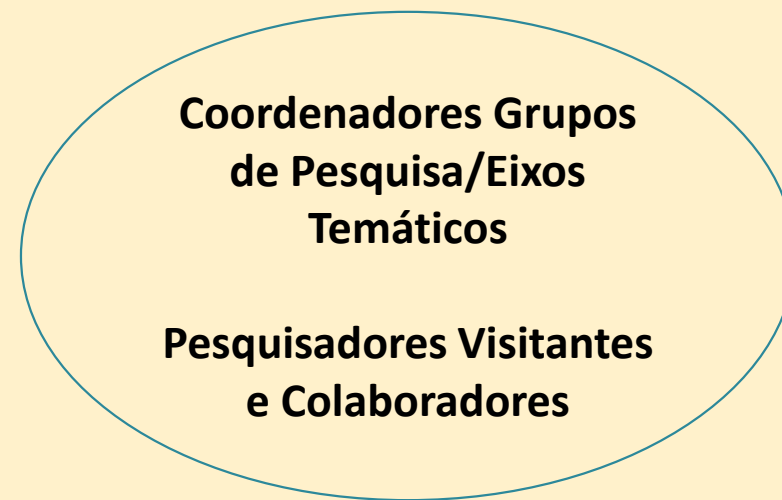 Coordenadores Grupos
de Pesquisa/Eixos
Temáticos
Pesquisadores Visitantes
e Colaboradores